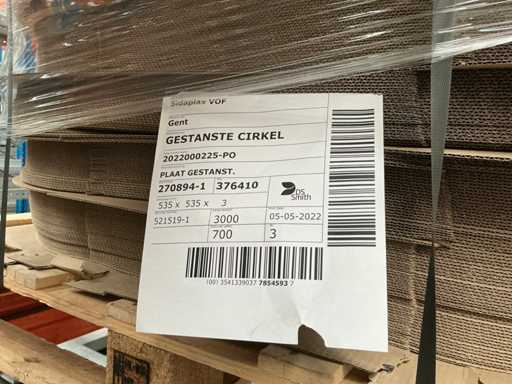 Sidaplax VOF
Gent
GESTANSTE CIRKEL
2022000225-PO
PLAAT GESTANST.
270894-1 376410
DS Smith
535 x 535 x 3
521519-1 3000 05-05-2022
700 3
(00) 3541339037 7854593 7